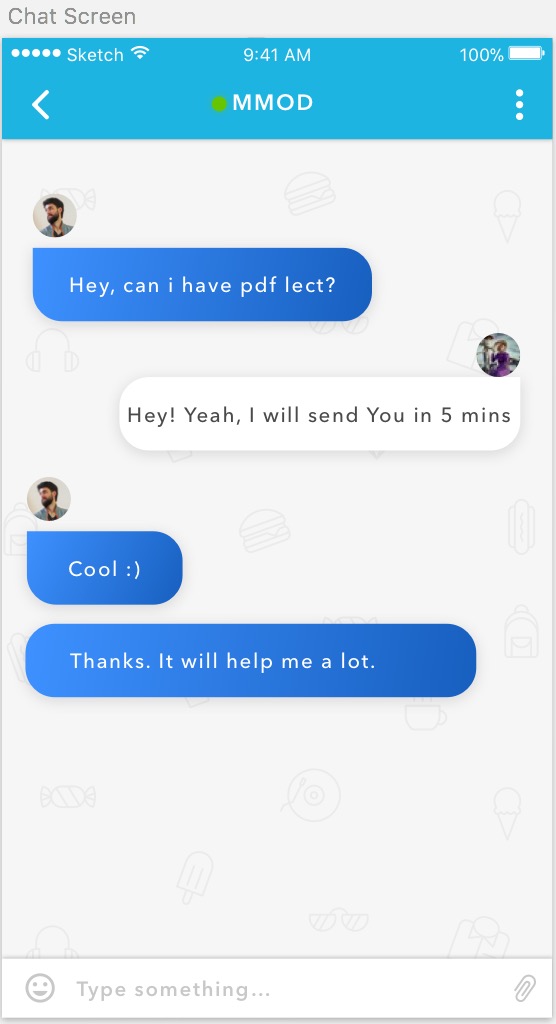 Chat Screen
Sketch 9:41 AM 100%
MMOD
Hey, can i have pdf lect?
Hey! Yeah, I will send You in 5 mins
Cool :)
Thanks. It will help me a lot.
Type something...